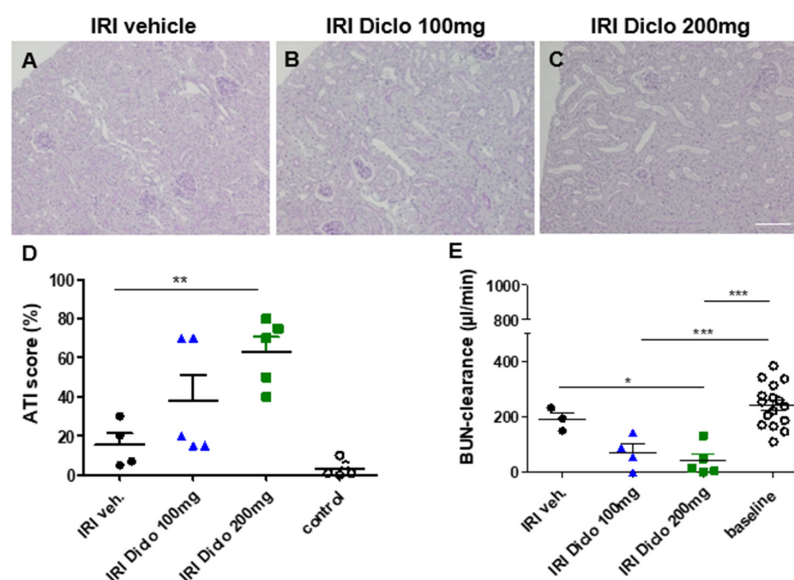 IRI vehicle IRI Diclo 100mg IRI Diclo 200mg
A B C
D
ATI score (%)
100
80
60
40
20
0
**
IRI veh. IRI Diclo 100mg IRI Diclo 200mg control
E
BUN-clearance (µl/min)
1000
800
400
200
0
***
***
*
IRI veh. IRI Diclo 100mg IRI Diclo 200mg baseline